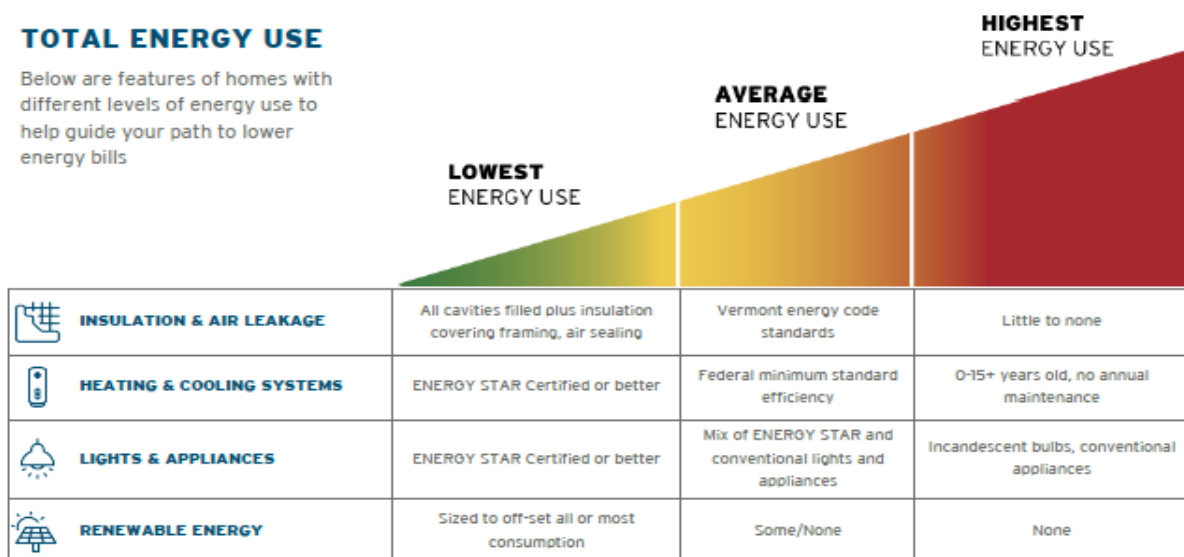 TOTAL ENERGY USE
Below are features of homes with
different levels of energy use to
help guide your path to lower
energy bills
LOWEST
ENERGY USE
AVERAGE
ENERGY USE
HIGHEST
ENERGY USE
INSULATION & AIR LEAKAGE
All cavities filled plus insulation
covering framing, air sealing
Vermont energy code
standards
Little to none
HEATING & COOLING SYSTEMS
ENERGY STAR Certified or better
Federal minimum standard
efficiency
0-15+ years old, no annual
maintenance
LIGHTS & APPLIANCES
ENERGY STAR Certified or better
Mix of ENERGY STAR and
conventional lights and
appliances
Incandescent bulbs, conventional
appliances
RENEWABLE ENERGY
Sized to off-set all or most
consumption
Some/None
None